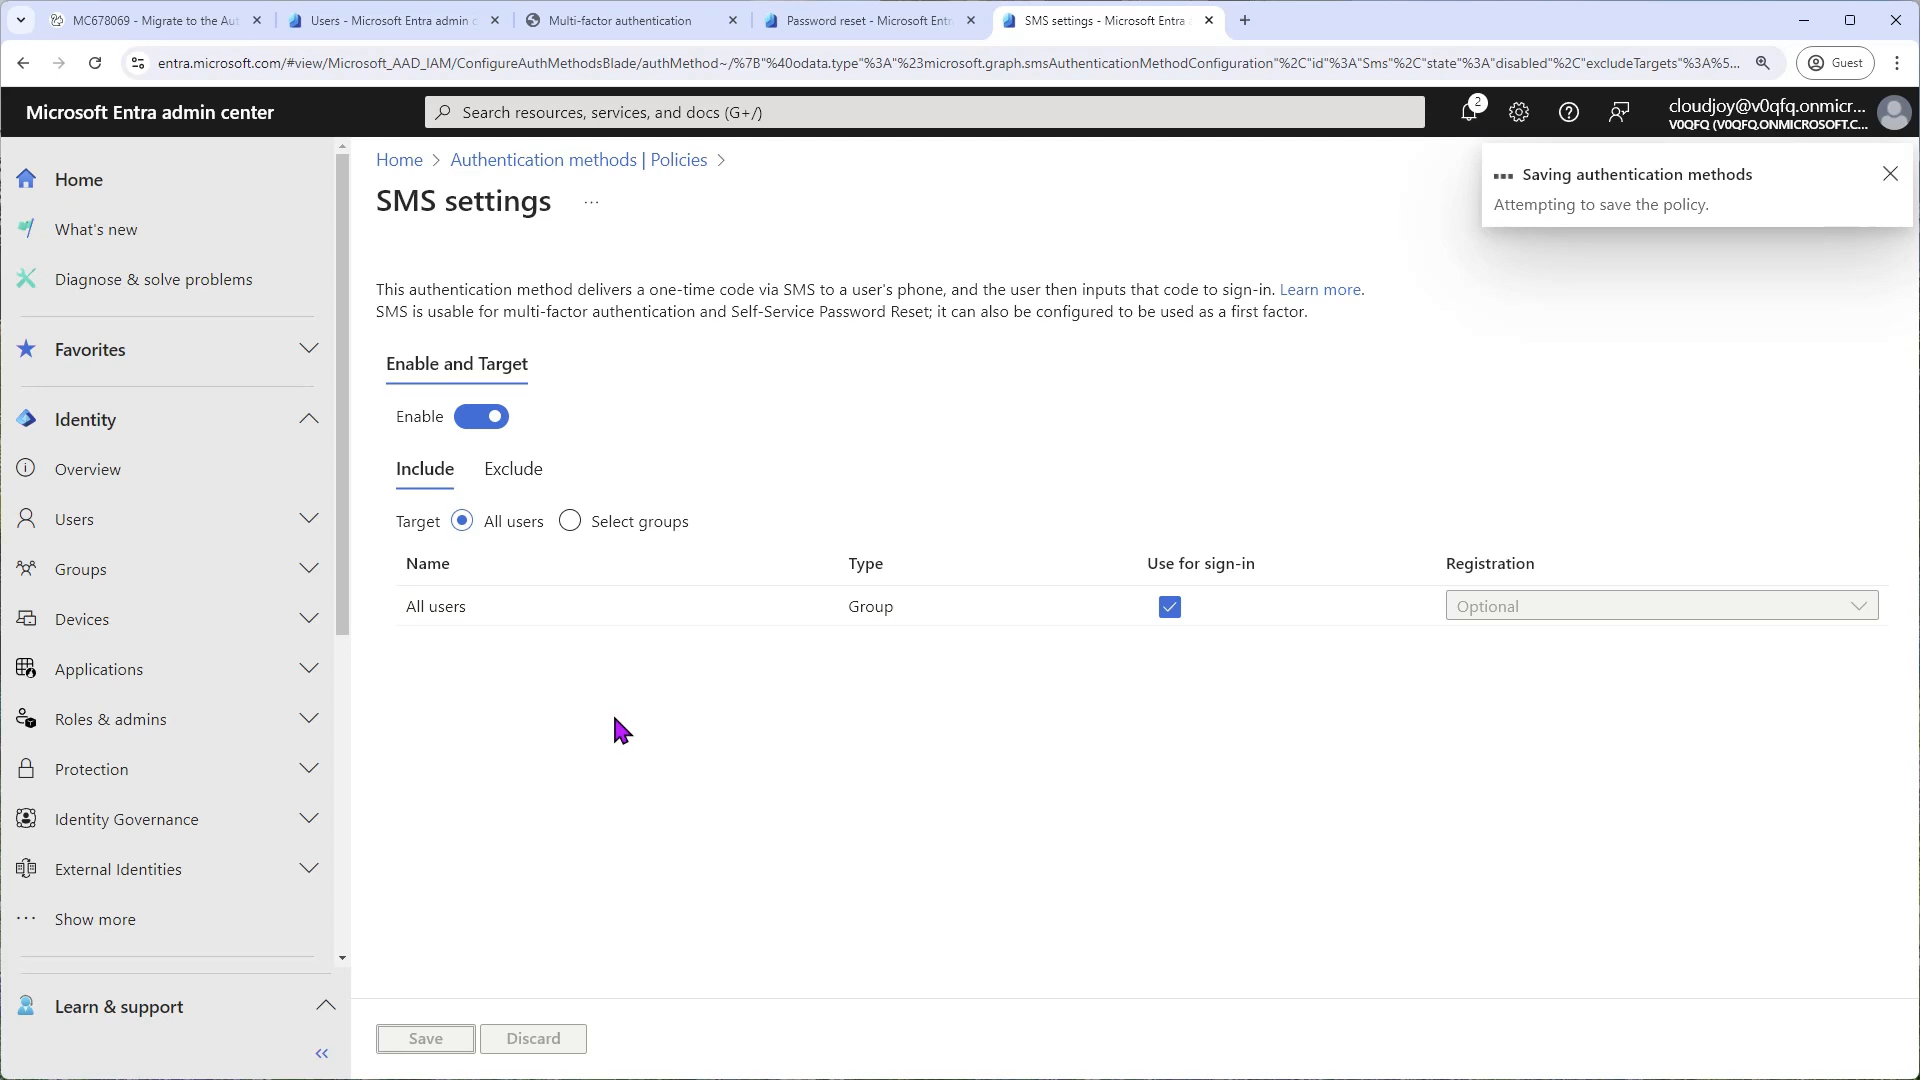 MC678069 - Migrate to the Aut
Users - Microsoft Entra admin c
Multi-factor authentication
Password reset - Microsoft Entr
SMS settings - Microsoft Entra a
entra.microsoft.com/#view/Microsoft_AAD_IAM/ConfigureAuthMethodsBlade/authMethod~/%7B"%40odata.type"%3A"%23microsoft.graph.smsAuthenticationMethodConfiguration"%2C"id"%3A"Sms"%2C"state"%3A"disabled"%2C"excludeTargets"%3A%5...
Guest
Microsoft Entra admin center
Search resources, services, and docs (G+/)
2
cloudjoy@v0qfq.onmicr...
V0QFQ (V0QFQ.ONMICROSOFT.C...
Home
What's new
Diagnose & solve problems
Favorites
Identity
Overview
Users
Groups
Devices
Applications
Roles & admins
Protection
Identity Governance
External Identities
Show more
Learn & support
Home > Authentication methods | Policies >
SMS settings ...
Saving authentication methods
Attempting to save the policy.
This authentication method delivers a one-time code via SMS to a user's phone, and the user then inputs that code to sign-in. Learn more.
SMS is usable for multi-factor authentication and Self-Service Password Reset; it can also be configured to be used as a first factor.
Enable and Target
Enable
Include Exclude
Target All users Select groups
Name Type Use for sign-in Registration
All users Group Optional
Save Discard